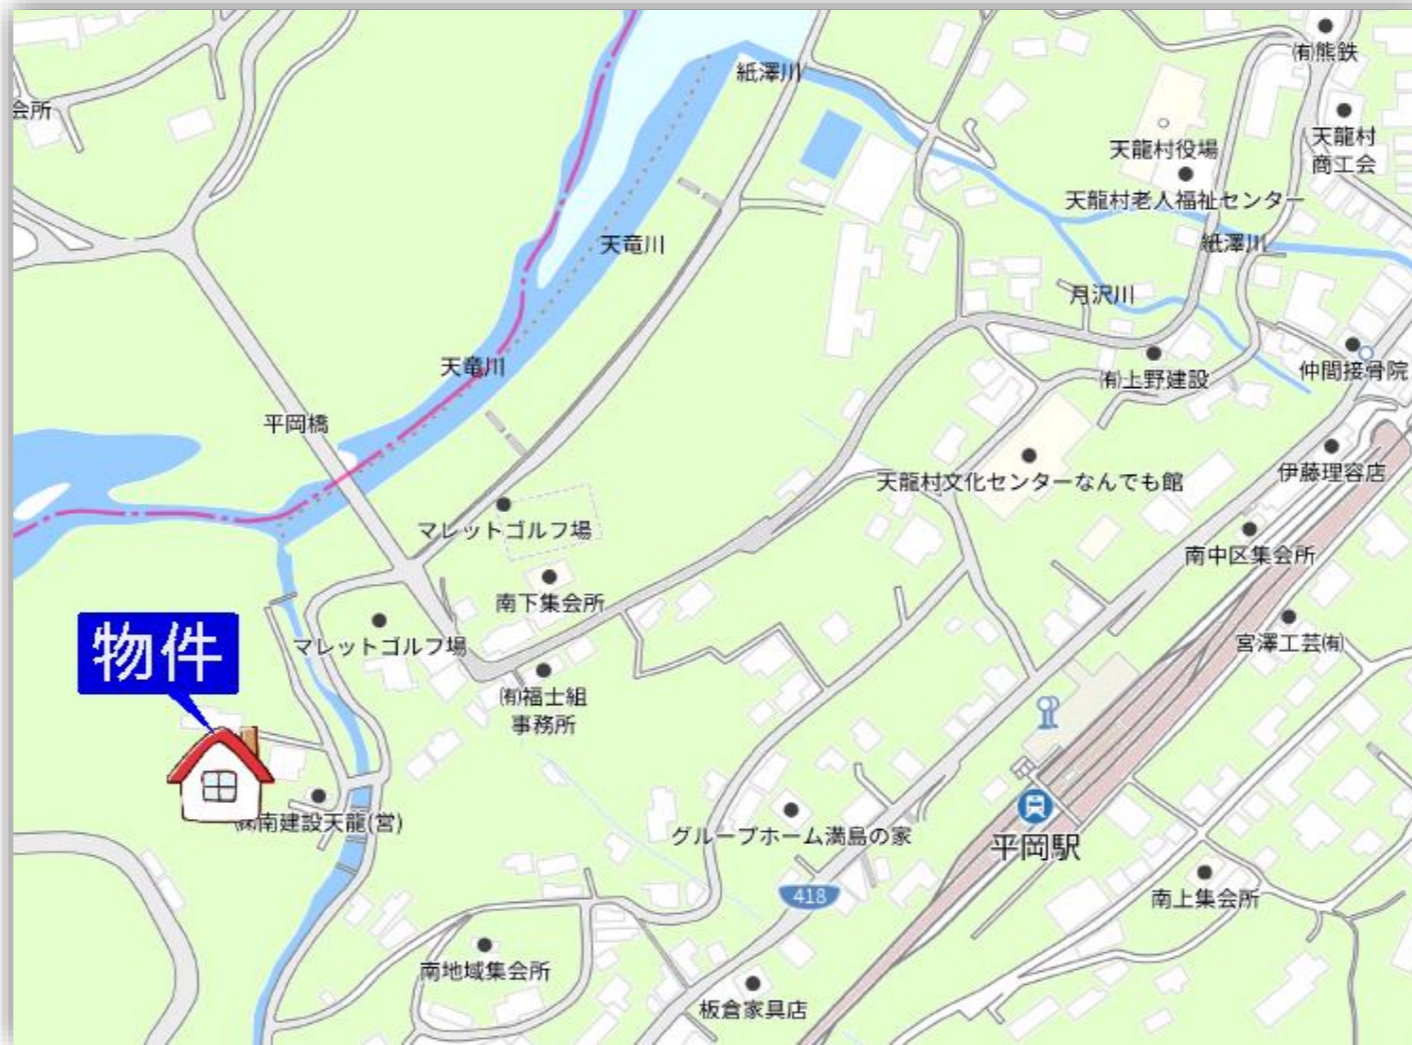 ㈲熊鉄
紙澤川
会所
天龍村
商工会
天龍村役場
天龍村老人福祉センター
天竜川
紙澤川
月沢川
天竜川
㈲上野建設
仲間接骨院
平岡橋
伊藤理容店
天龍村文化センターなんでも館
マレットゴルフ場
南中区集会所
南下集会所
物件
マレットゴルフ場
宮澤工芸㈲
㈲福士組
事務所
㈱南建設天龍(営)
グループホーム満島の家
平岡駅
418
南上集会所
南地域集会所
板倉家具店